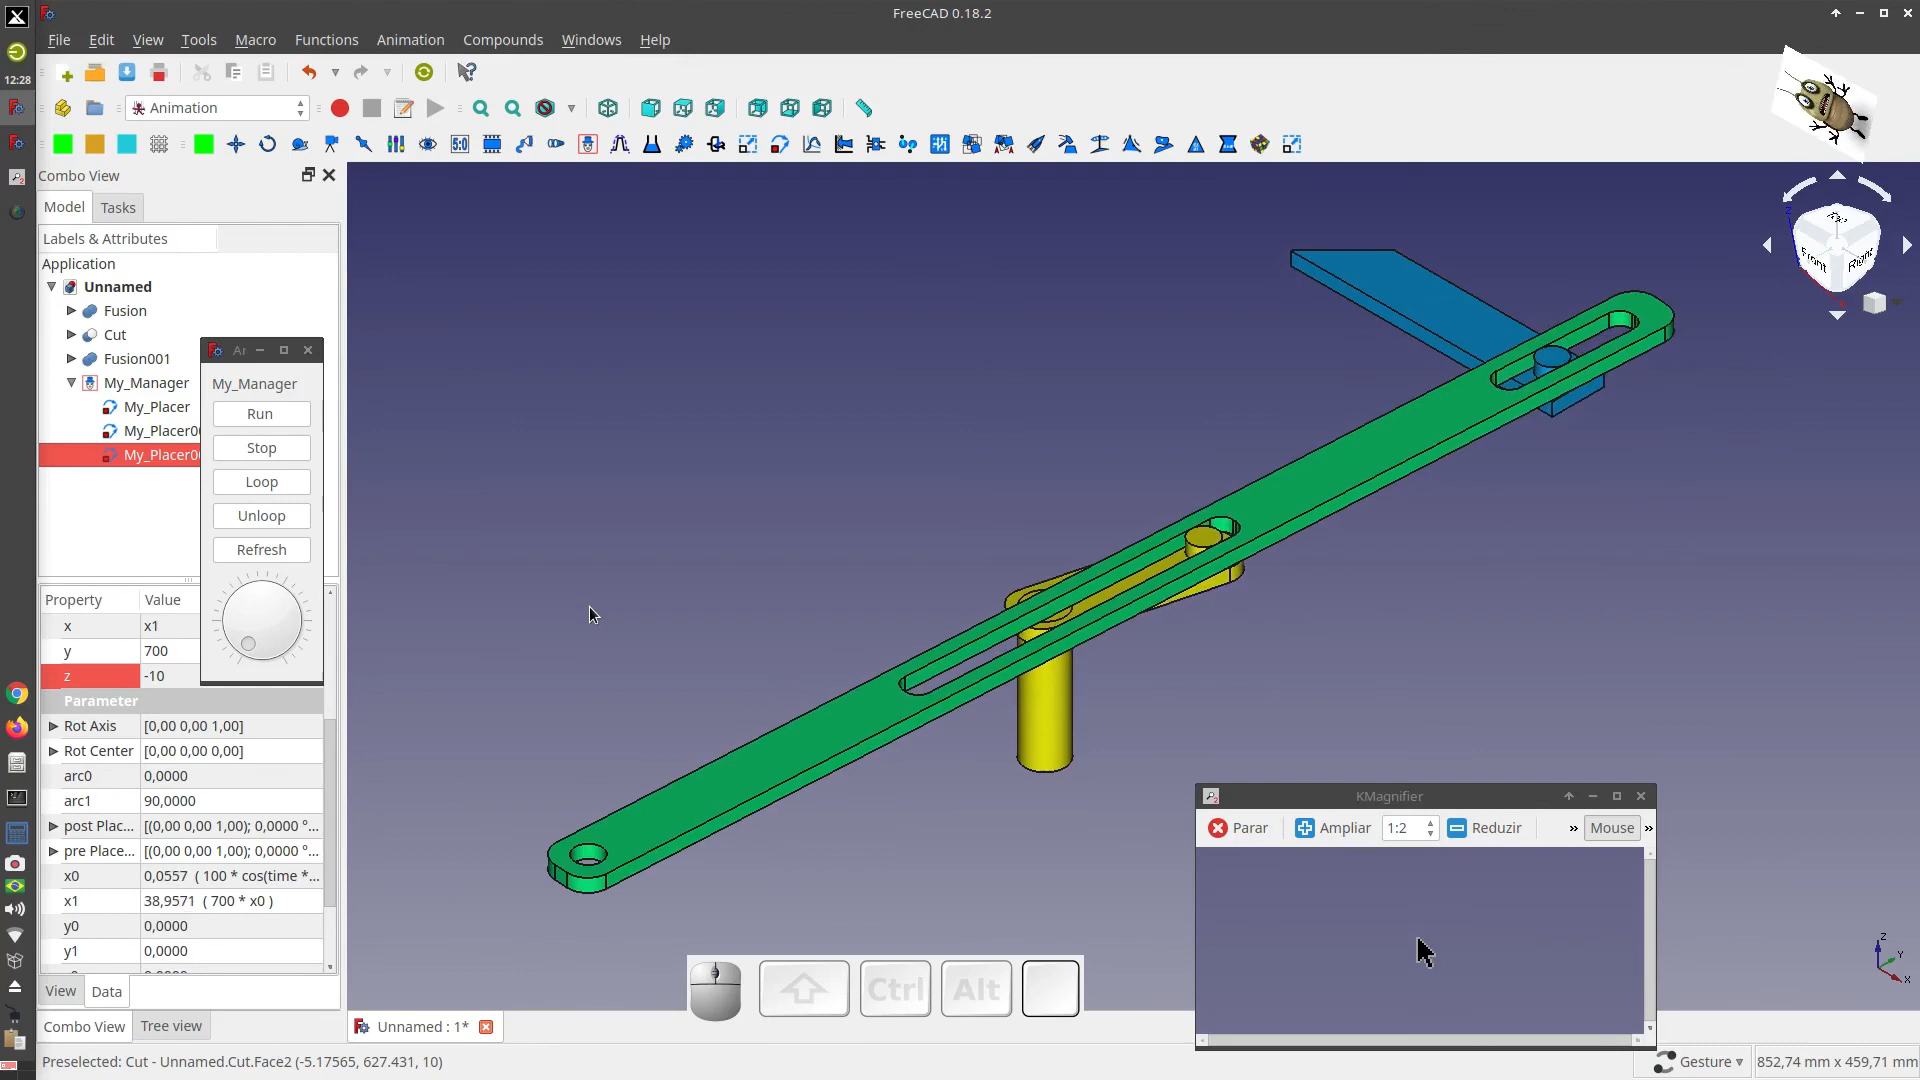 FreeCAD 0.18.2
File Edit View Tools Macro Functions Animation Compounds Windows Help
12:28
Animation
5:0
Combo View
Model Tasks
Labels & Attributes
Application
Unnamed
Fusion
Cut
Fusion001
My_Manager
My_Placer
My_Placer0
My_Placer0
Ar
My_Manager
Run
Stop
Loop
Unloop
Refresh
Property Value
x x1
y 700
z -10
Parameter
Rot Axis [0,00 0,00 1,00]
Rot Center [0,00 0,00 0,00]
arc0 0,0000
arc1 90,0000
post Plac... [(0,00 0,00 1,00); 0,0000 º...
pre Place... [(0,00 0,00 1,00); 0,0000 º...
x0 0,0557 ( 100 * cos(time *...
x1 38,9571 ( 700 * x0 )
y0 0,0000
y1 0,0000
View Data
Combo View Tree view
Unnamed : 1*
Top
Front Right
Z
Z
Y
X
Ctrl Alt
KMagnifier
Parar Ampliar 1:2 Reduzir » Mouse »
Preselected: Cut - Unnamed.Cut.Face2 (-5.17565, 627.431, 10)
Gesture 852,74 mm x 459,71 mm